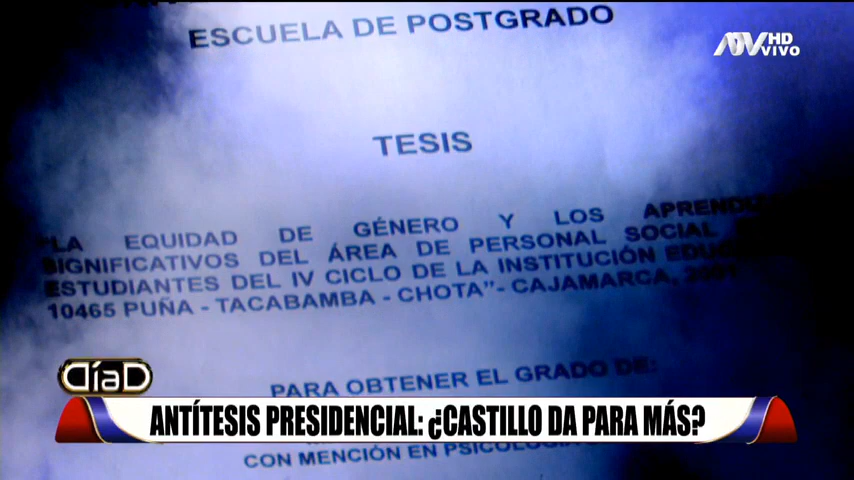 ESCUELA DE POSTGRADO
ATV HD
VIVO
TESIS
"LA EQUIDAD DE GÉNERO Y LOS
SIGNIFICATIVOS DEL ÁREA DE PERSONAL SOCIAL
ESTUDIANTES DEL IV CICLO DE LA INSTITUCIÓN
10465 PUÑA - TACABAMBA - CHOTA"- CAJAMARCA,
PARA OBTENER EL GRADO DE:
DíaD
ANTÍTESIS PRESIDENCIAL: ¿CASTILLO DA PARA MÁS?
CON MENCIÓN EN